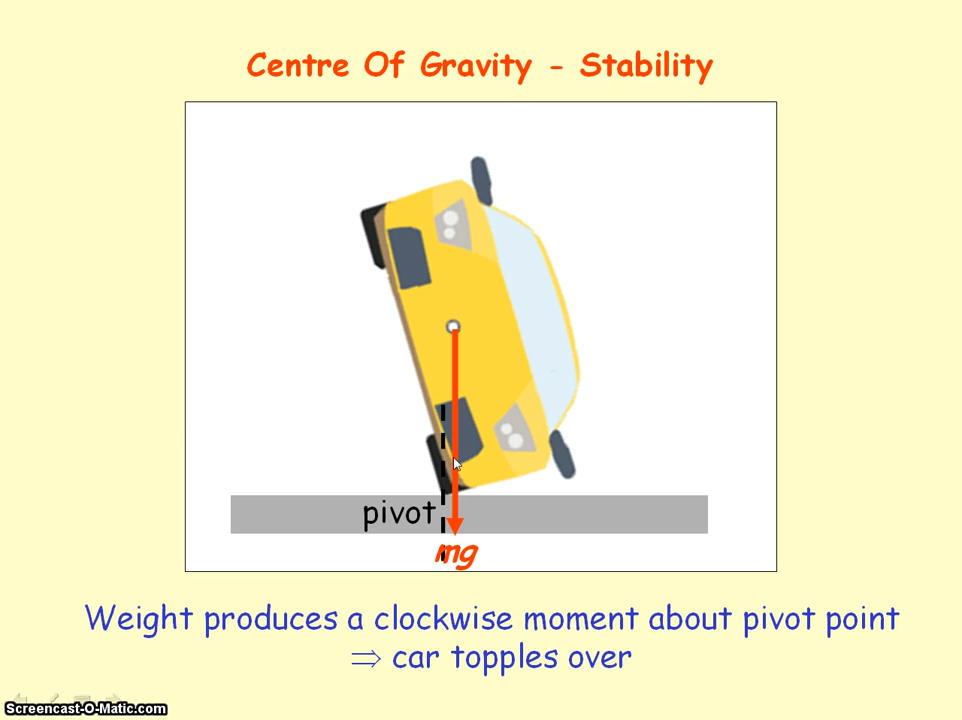 Centre Of Gravity - Stability
pivot
mg
Weight produces a clockwise moment about pivot point
⇒ car topples over
Screencast-O-Matic.com